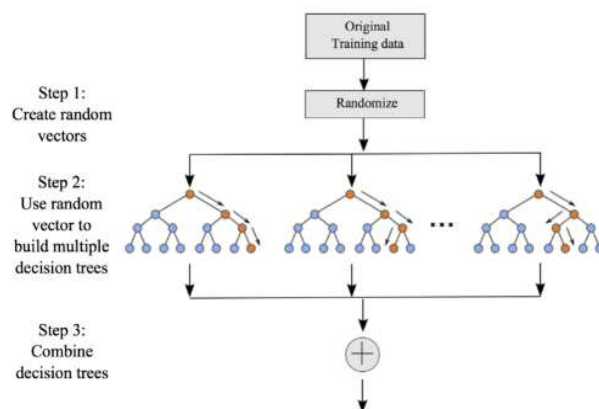 Original
Training data
Step 1:
Create random
vectors
Randomize
Step 2:
Use random
vector to
build multiple
decision trees
...
Step 3:
Combine
decision trees
+